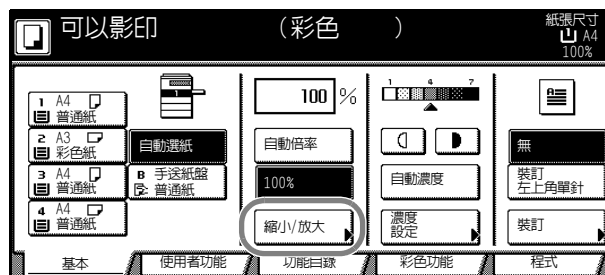 可以影印 （彩色 ）
紙張尺寸
A4
100%
1 A4
普通紙
2 A3
彩色紙
3 A4
普通紙
4 A4
普通紙
1
自動選紙
B 手送紙盤
普通紙
100 %
自動倍率
100%
縮小/放大
1 4 7
自動濃度
濃度
設定
無
裝訂
左上角單針
裝訂
基本 使用者功能 功能目錄 彩色功能 程式